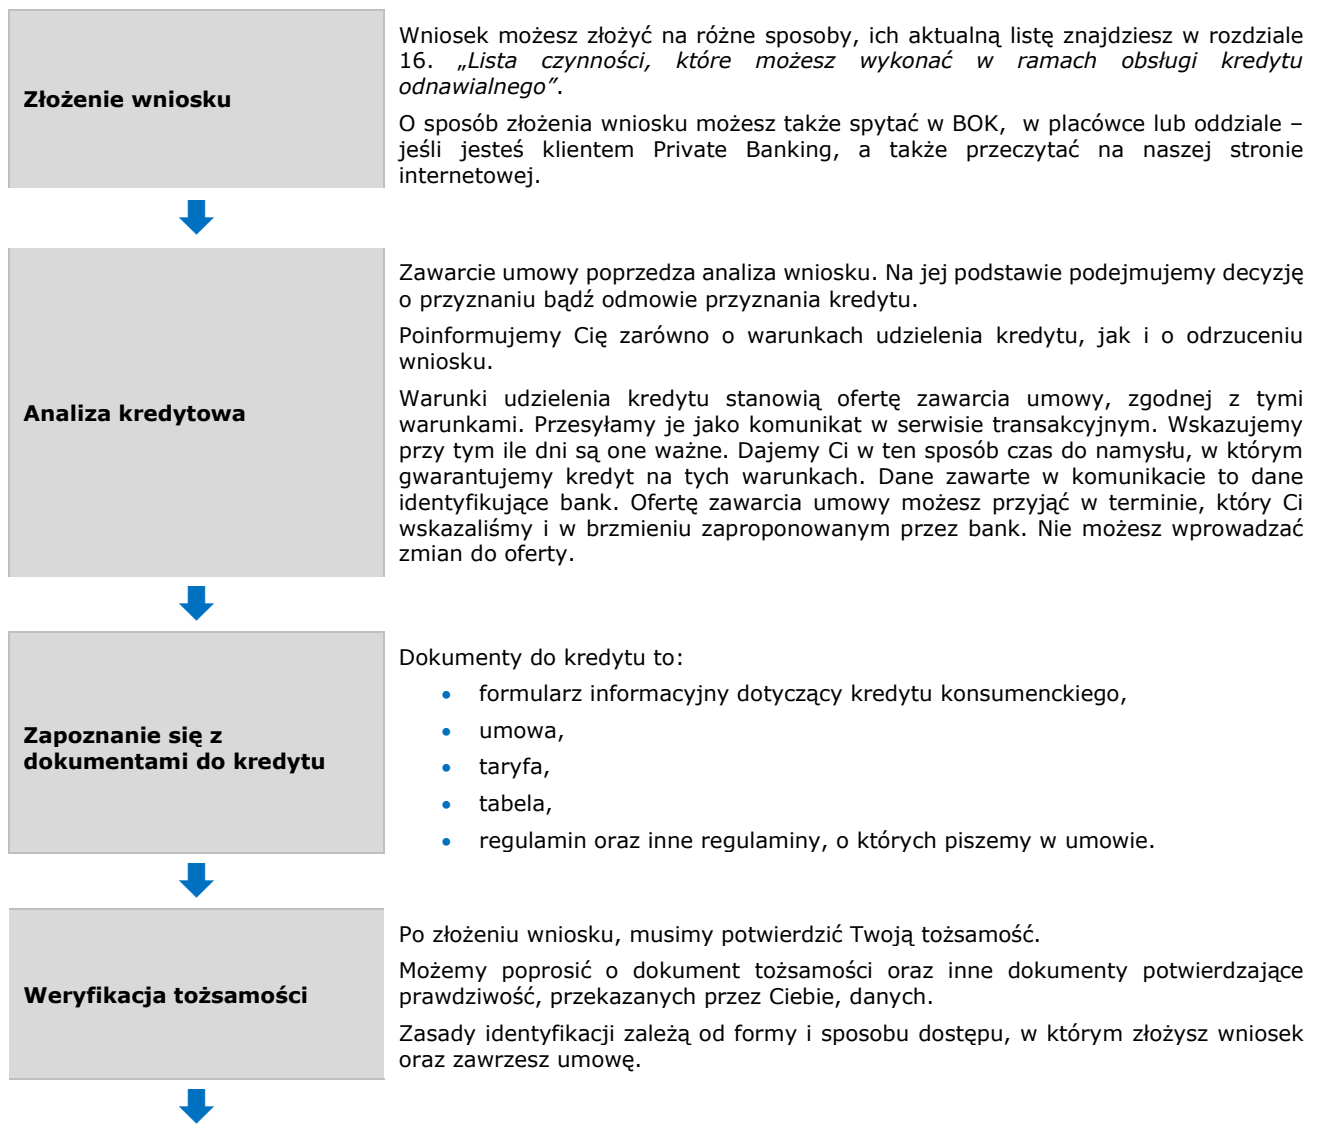 Złożenie wniosku
Wniosek możesz złożyć na różne sposoby, ich aktualną listę znajdziesz w rozdziale
16. „Lista czynności, które możesz wykonać w ramach obsługi kredytu
odnawialnego”.
O sposób złożenia wniosku możesz także spytać w BOK, w placówce lub oddziale –
jeśli jesteś klientem Private Banking, a także przeczytać na naszej stronie
internetowej.
Analiza kredytowa
Zawarcie umowy poprzedza analiza wniosku. Na jej podstawie podejmujemy decyzję
o przyznaniu bądź odmowie przyznania kredytu.
Poinformujemy Cię zarówno o warunkach udzielenia kredytu, jak i o odrzuceniu
wniosku.
Warunki udzielenia kredytu stanowią ofertę zawarcia umowy, zgodnej z tymi
warunkami. Przesyłamy je jako komunikat w serwisie transakcyjnym. Wskazujemy
przy tym ile dni są one ważne. Dajemy Ci w ten sposób czas do namysłu, w którym
gwarantujemy kredyt na tych warunkach. Dane zawarte w komunikacie to dane
identyfikujące bank. Ofertę zawarcia umowy możesz przyjąć w terminie, który Ci
wskazaliśmy i w brzmieniu zaproponowanym przez bank. Nie możesz wprowadzać
zmian do oferty.
Zapoznanie się z
dokumentami do kredytu
Dokumenty do kredytu to:
• formularz informacyjny dotyczący kredytu konsumenckiego,
• umowa,
• taryfa,
• tabela,
• regulamin oraz inne regulaminy, o których piszemy w umowie.
Weryfikacja tożsamości
Po złożeniu wniosku, musimy potwierdzić Twoją tożsamość.
Możemy poprosić o dokument tożsamości oraz inne dokumenty potwierdzające
prawdziwość, przekazanych przez Ciebie, danych.
Zasady identyfikacji zależą od formy i sposobu dostępu, w którym złożysz wniosek
oraz zawrzesz umowę.